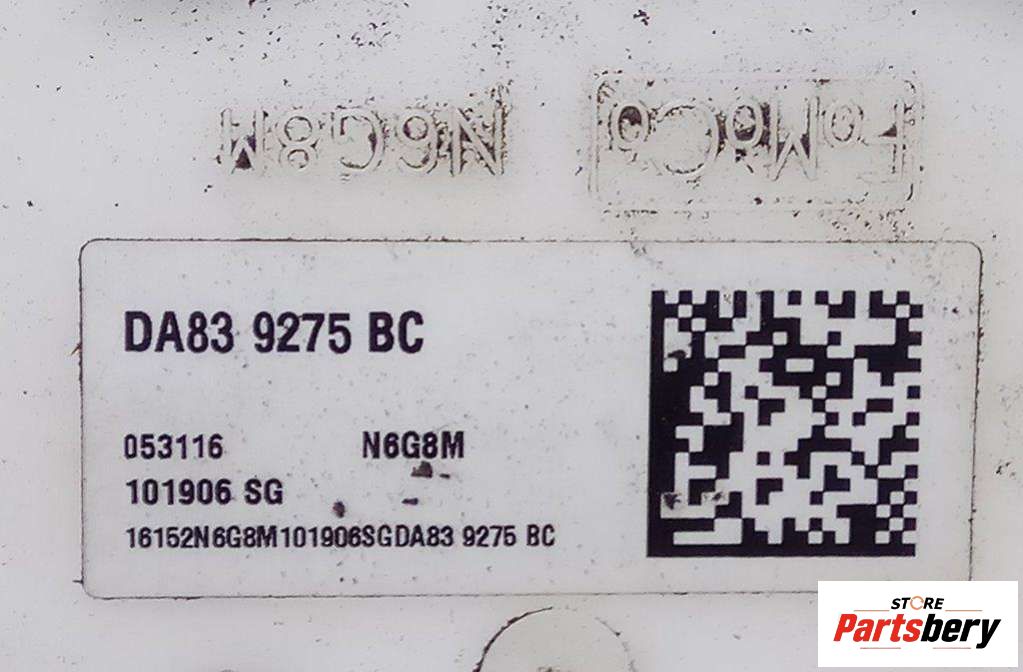 N6G8M FoMoCo
DA83 9275 BC
053116 N6G8M
101906 SG
16152N6G8M101906SGDA83 9275 BC
STORE
Partsbery